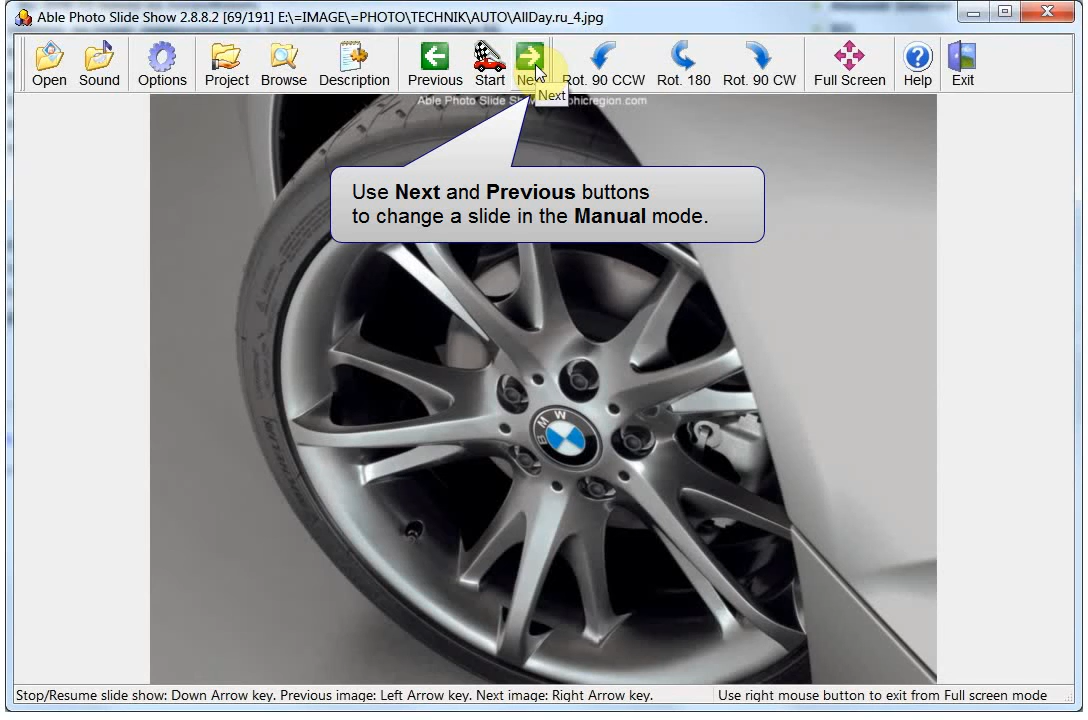 Able Photo Slide Show 2.8.8.2 [69/191] E:\=IMAGE\=PHOTO\TECHNIK\AUTO\AllDay.ru_4.jpg
Open Sound Options Project Browse Description Previous Start Next Rot. 90 CCW Rot. 180 Rot. 90 CW Full Screen Help Exit
Next
Able Photo Slide
Use Next and Previous buttons
to change a slide in the Manual mode.
BMW
Stop/Resume slide show: Down Arrow key. Previous image: Left Arrow key. Next image: Right Arrow key. Use right mouse button to exit from Full screen mode